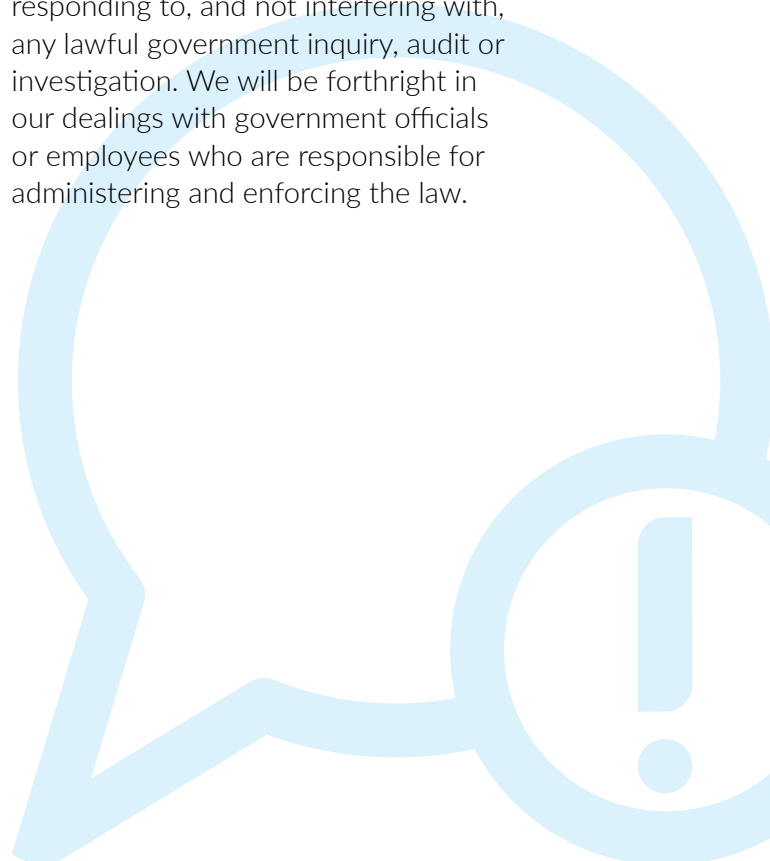 responding to, and not interfering with,
any lawful government inquiry, audit or
investigation. We will be forthright in
our dealings with government officials
or employees who are responsible for
administering and enforcing the law.